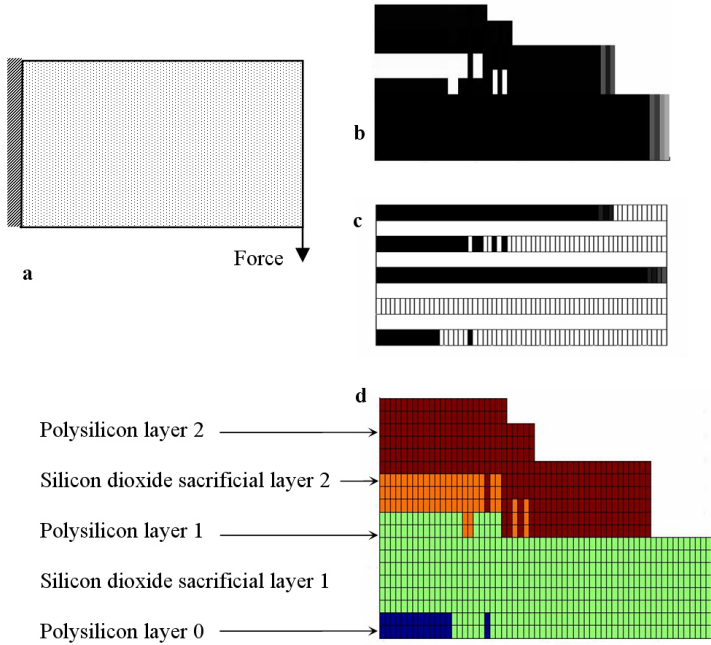 a
Force
b
c
d
Polysilicon layer 2
Silicon dioxide sacrificial layer 2
Polysilicon layer 1
Silicon dioxide sacrificial layer 1
Polysilicon layer 0